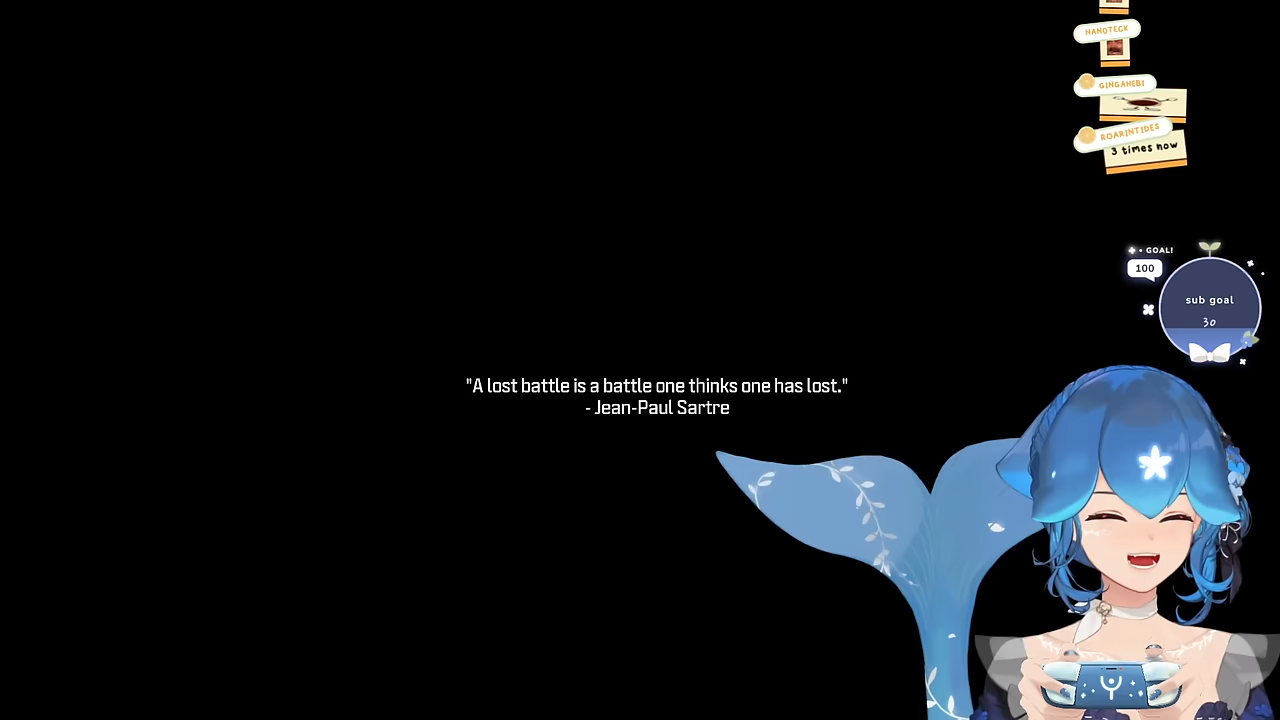 NANOTECK
GINGAHEBI
ROARINTIDES
3 times now
• GOAL!
100
sub goal
30
"A lost battle is a battle one thinks one has lost."
- Jean-Paul Sartre